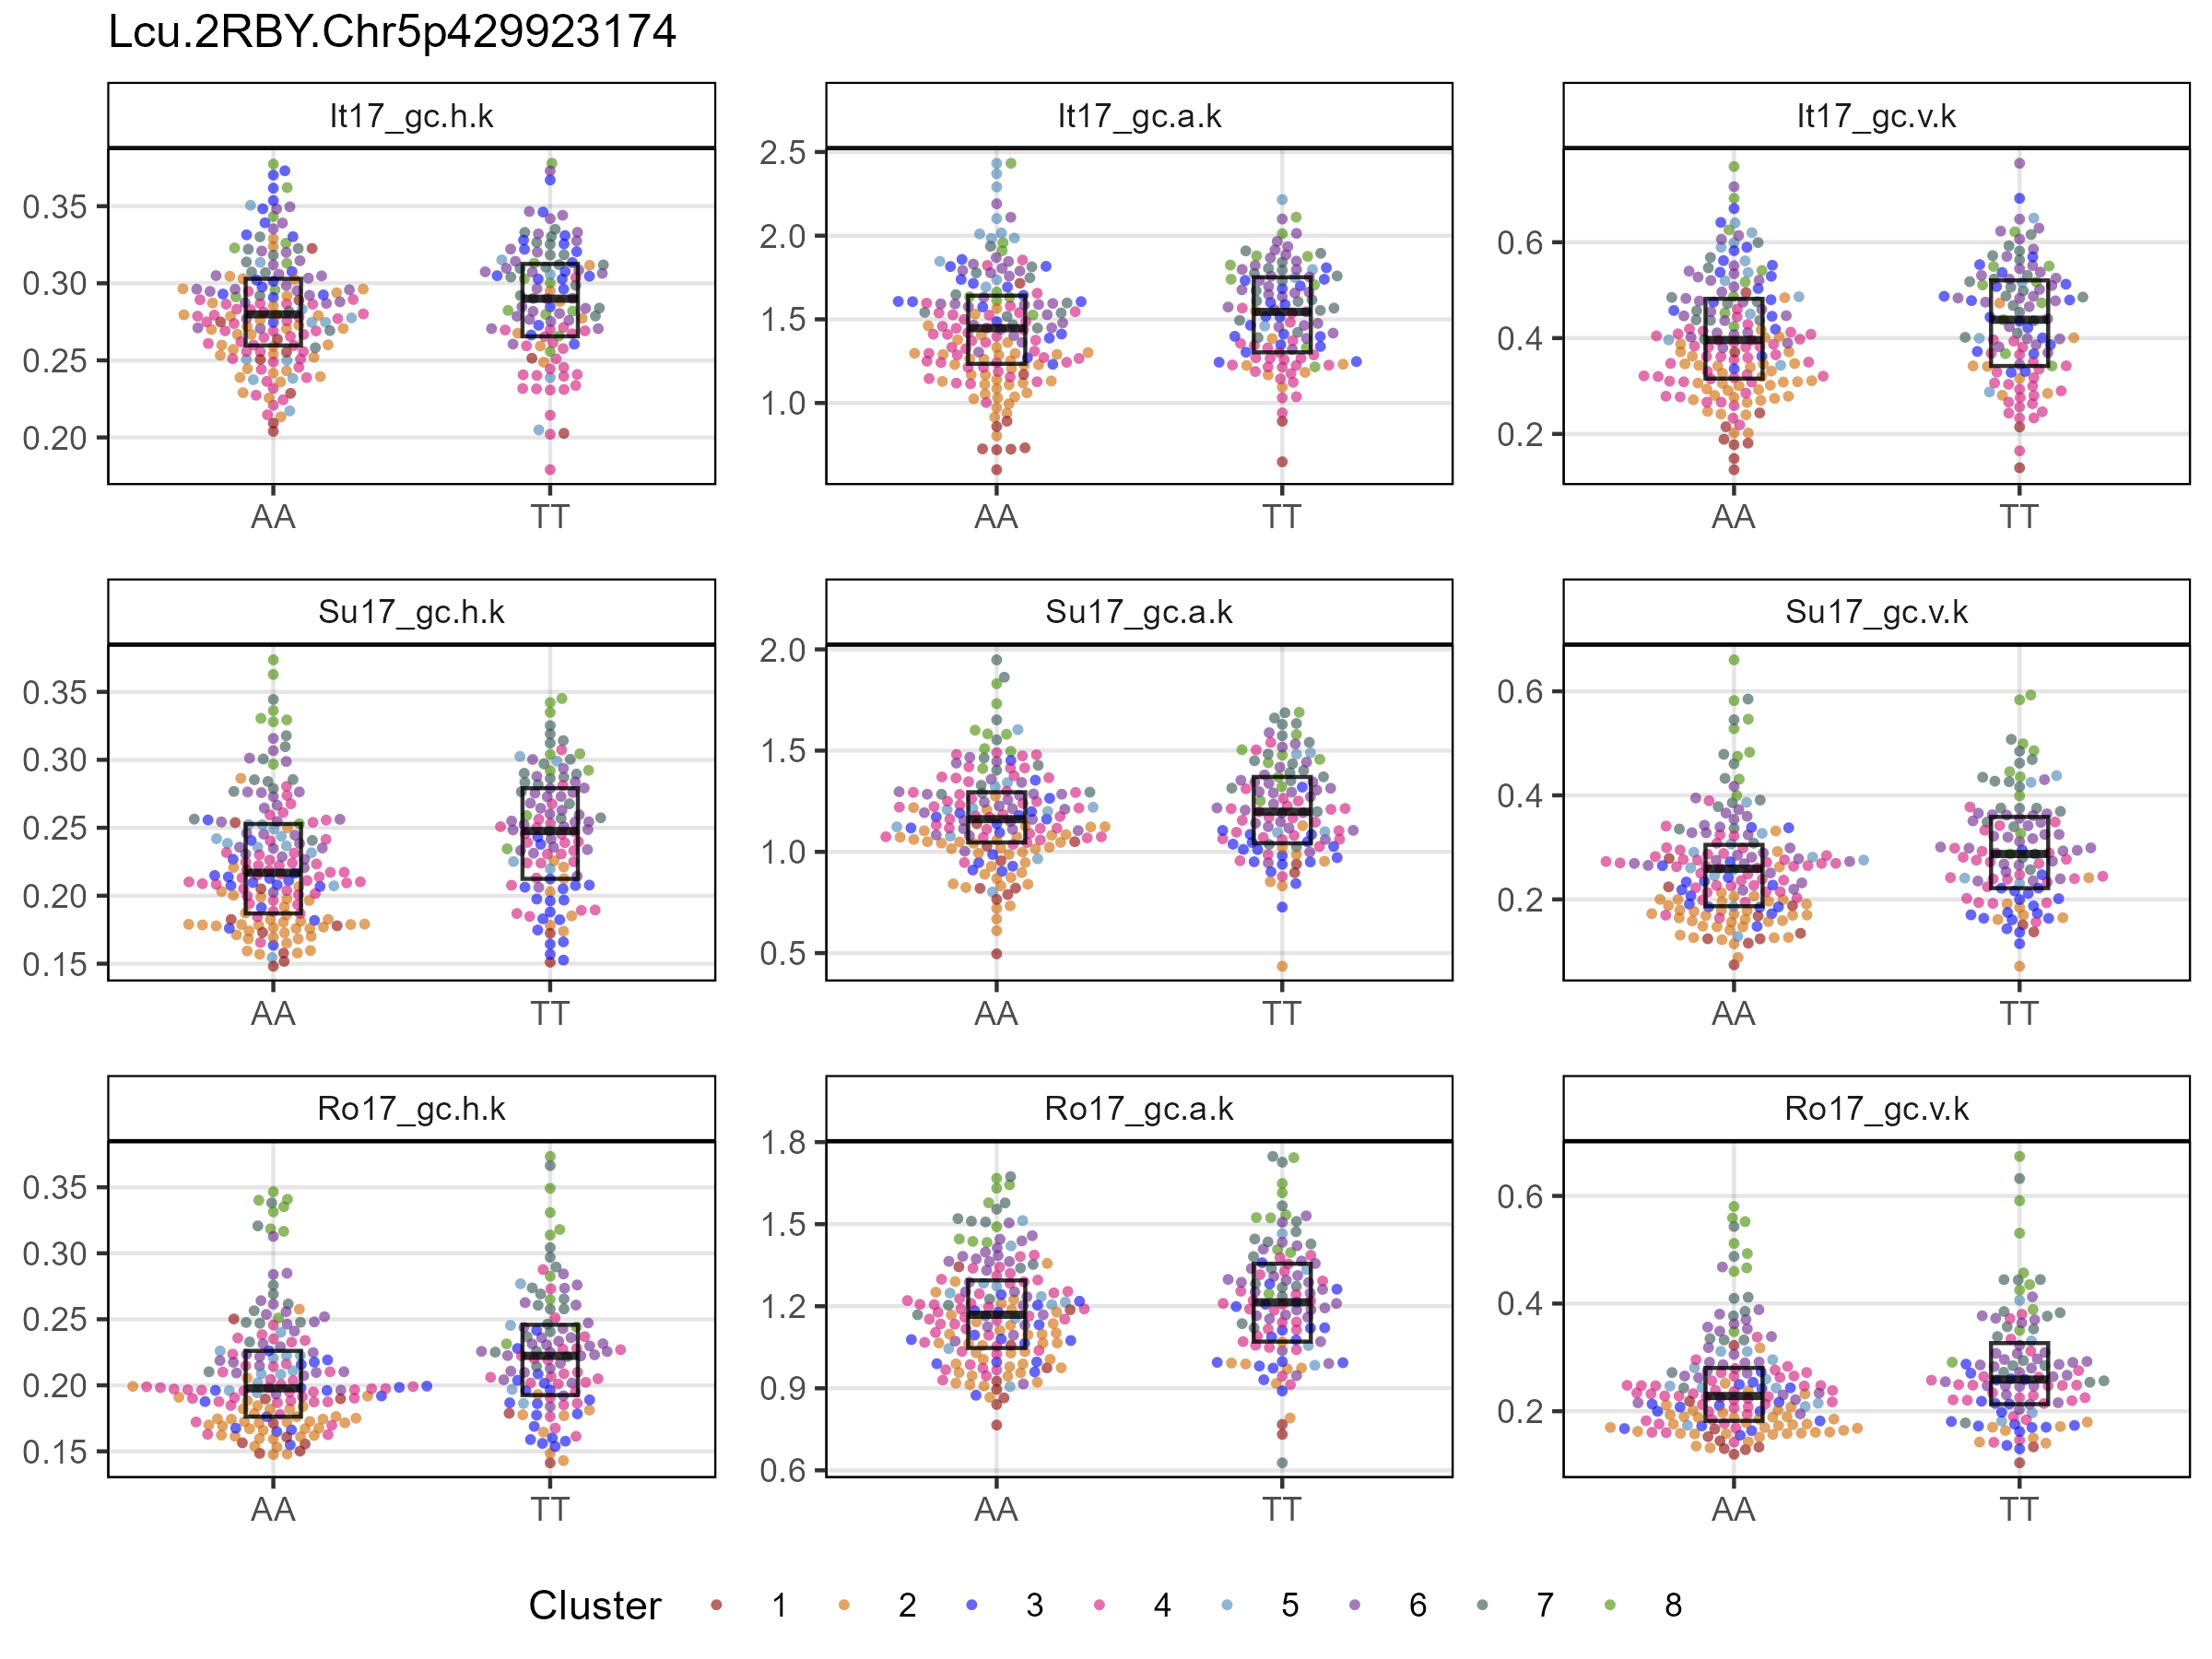 Lcu.2RBY.Chr5p429923174
It17_gc.h.k
It17_gc.a.k
It17_gc.v.k
0.35
0.30
0.25
0.20
AA TT
2.5
2.0
1.5
1.0
AA TT
0.6
0.4
0.2
AA TT
Su17_gc.h.k
Su17_gc.a.k
Su17_gc.v.k
0.35
0.30
0.25
0.20
0.15
AA TT
2.0
1.5
1.0
0.5
AA TT
0.6
0.4
0.2
AA TT
Ro17_gc.h.k
Ro17_gc.a.k
Ro17_gc.v.k
0.35
0.30
0.25
0.20
0.15
AA TT
1.8
1.5
1.2
0.9
0.6
AA TT
0.6
0.4
0.2
AA TT
Cluster 1 2 3 4 5 6 7 8